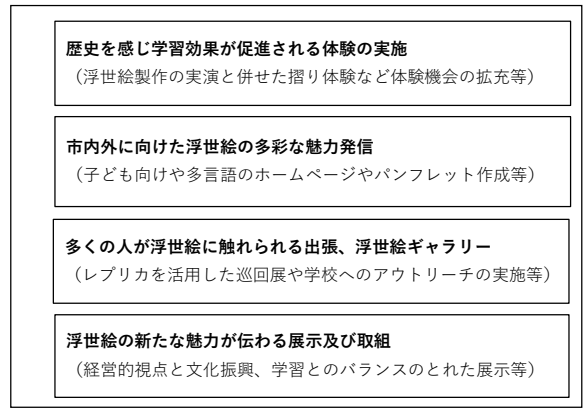 歴史を感じ学習効果が促進される体験の実施
（浮世絵製作の実演と併せた摺り体験など体験機会の拡充等）
市内外に向けた浮世絵の多彩な魅力発信
（子ども向けや多言語のホームページやパンフレット作成等）
多くの人が浮世絵に触れられる出張、浮世絵ギャラリー
（レプリカを活用した巡回展や学校へのアウトリーチの実施等）
浮世絵の新たな魅力が伝わる展示及び取組
（経営的視点と文化振興、学習とのバランスのとれた展示等）